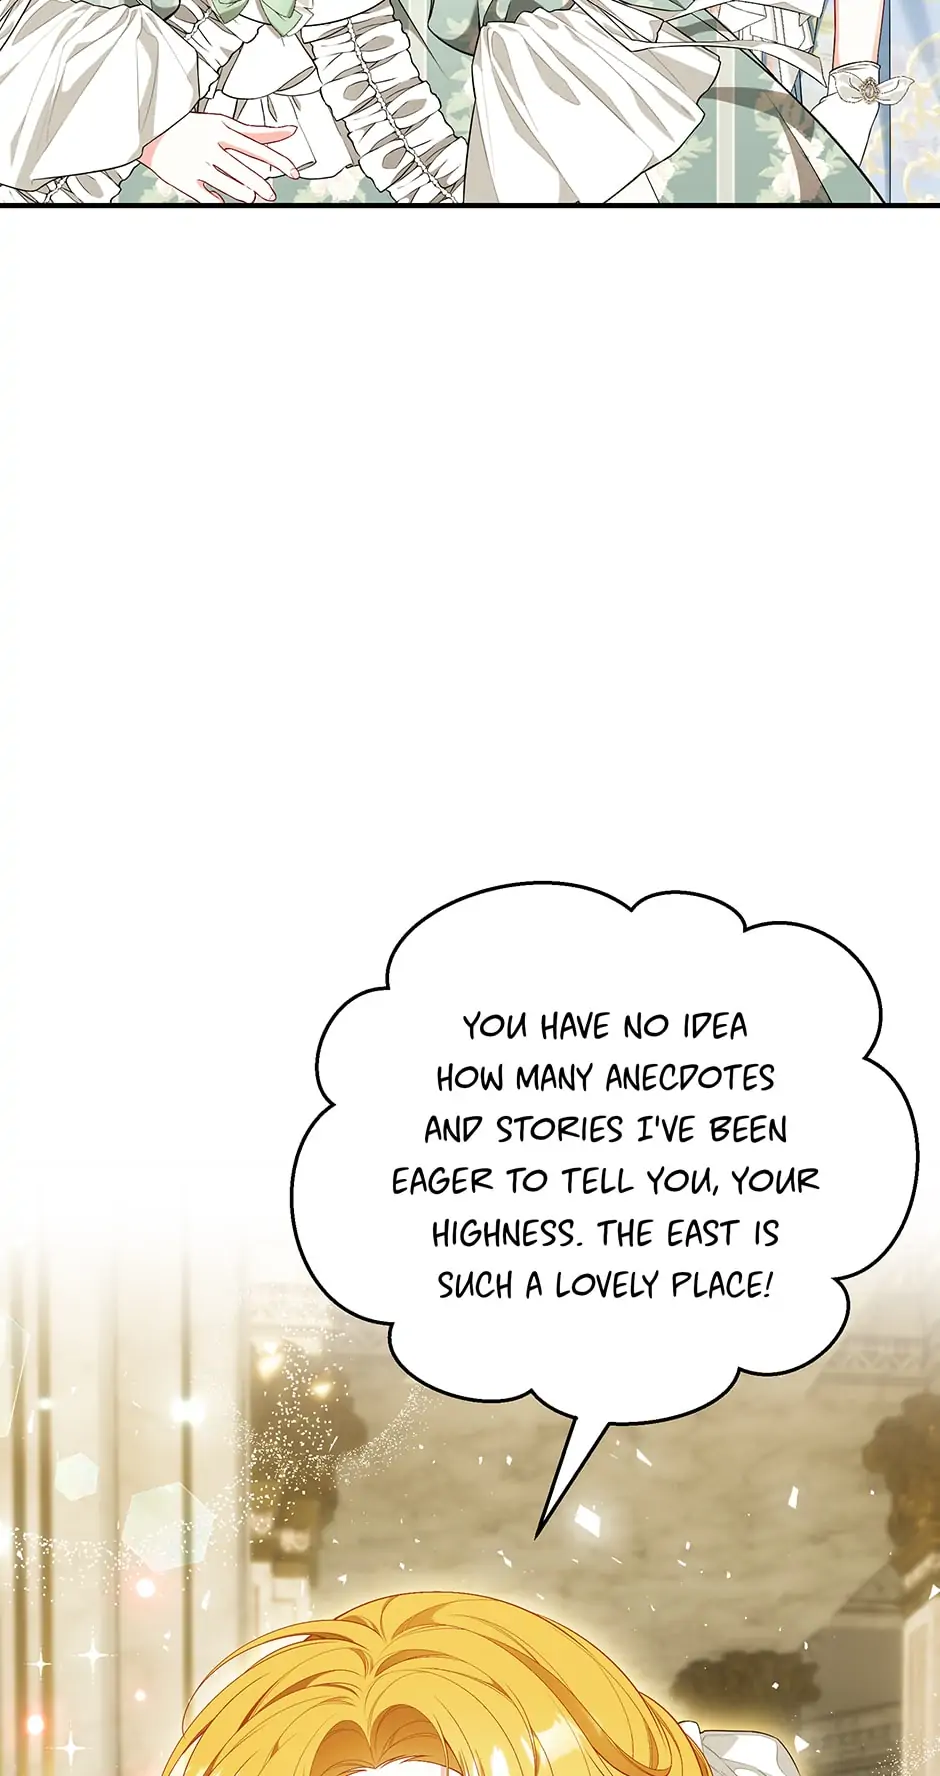 YOU HAVE NO IDEA
HOW MANY ANECDOTES
AND STORIES I'VE BEEN
EAGER TO TELL YOU, YOUR
HIGHNESS. THE EAST IS
SUCH A LOVELY PLACE!